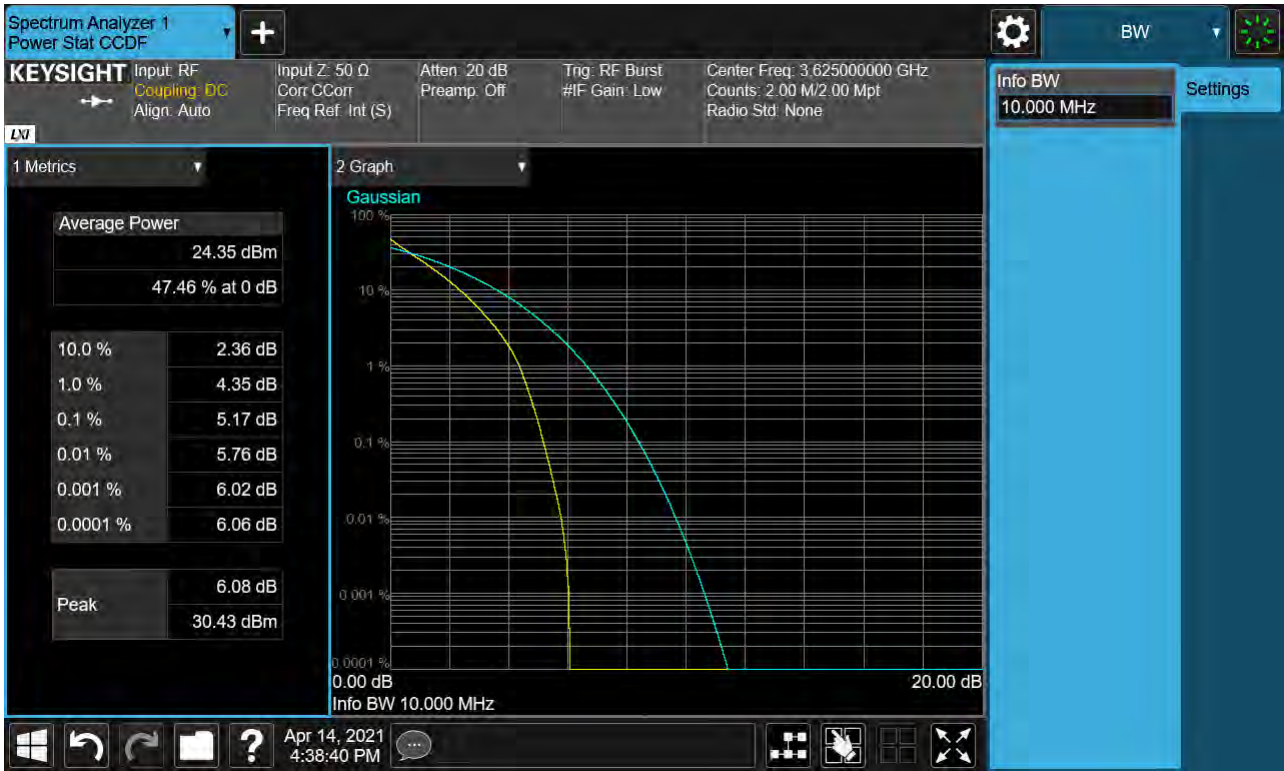 Spectrum Analyzer 1
Power Stat CCDF
+
BW
KEYSIGHT
LXI
Input: RF
Coupling: DC
Align: Auto
Input Z: 50 Ω
Corr CCorr
Freq Ref: Int (S)
Atten: 20 dB
Preamp: Off
Trig: RF Burst
#IF Gain: Low
Center Freq: 3.625000000 GHz
Counts: 2.00 M/2.00 Mpt
Radio Std: None
Info BW
10.000 MHz
Settings
1 Metrics
Average Power
24.35 dBm
47.46 % at 0 dB
10.0 % 2.36 dB
1.0 % 4.35 dB
0.1 % 5.17 dB
0.01 % 5.76 dB
0.001 % 6.02 dB
0.0001 % 6.06 dB
Peak
6.08 dB
30.43 dBm
2 Graph
Gaussian
100 %
10 %
1 %
0.1 %
0.01 %
0.001 %
0.0001 %
0.00 dB 20.00 dB
Info BW 10.000 MHz
?
Apr 14, 2021
4:38:40 PM